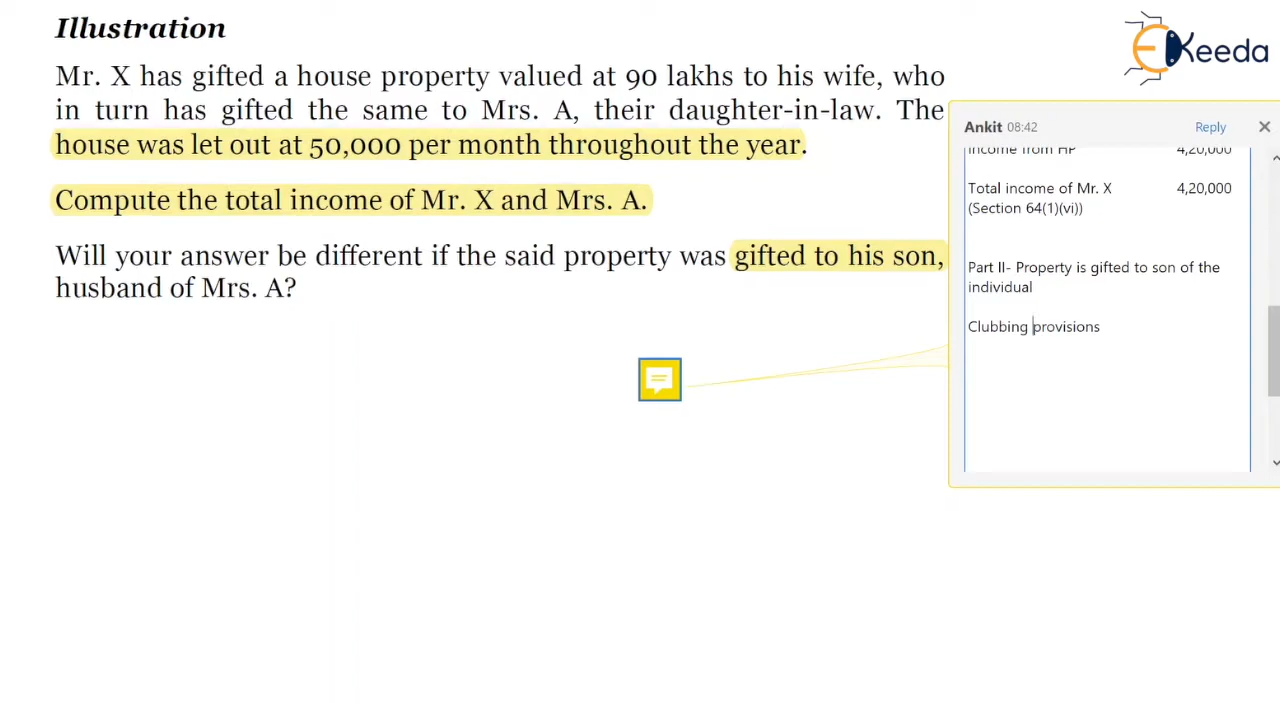 Illustration
Keeda
Mr. X has gifted a house property valued at 90 lakhs to his wife, who
in turn has gifted the same to Mrs. A, their daughter-in-law. The
house was let out at 50,000 per month throughout the year.
Compute the total income of Mr. X and Mrs. A.
Will your answer be different if the said property was gifted to his son,
husband of Mrs. A?
Ankit 08:42 Reply
Income from HP 4,20,000
Total income of Mr. X 4,20,000
(Section 64(1)(vi))
Part II- Property is gifted to son of the
individual
Clubbing provisions